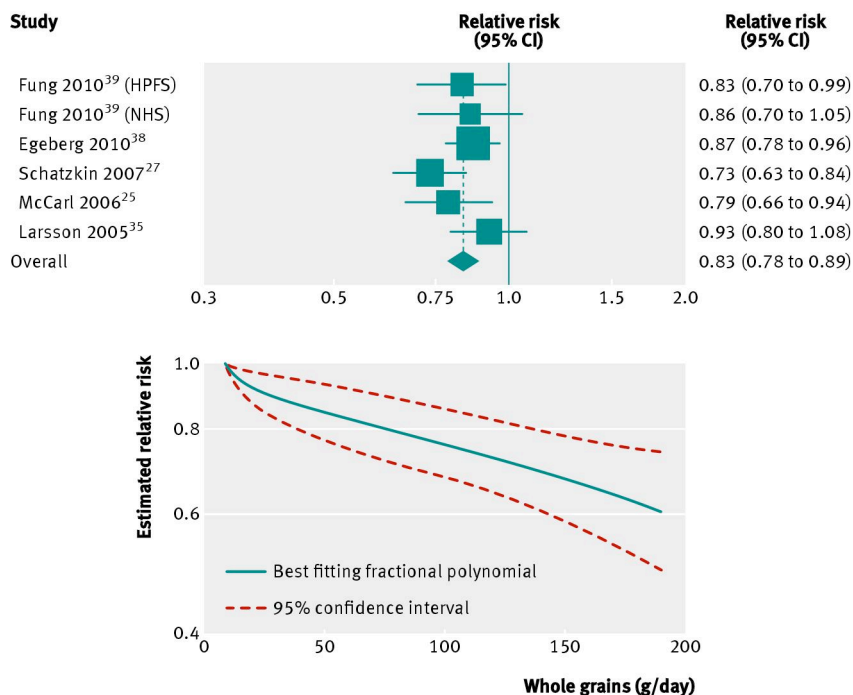 Study Relative risk Relative risk
(95% CI) (95% CI)
Fung 2010³⁹ (HPFS) 0.83 (0.70 to 0.99)
Fung 2010³⁹ (NHS) 0.86 (0.70 to 1.05)
Egeberg 2010³⁸ 0.87 (0.78 to 0.96)
Schatzkin 2007²⁷ 0.73 (0.63 to 0.84)
McCarl 2006²⁵ 0.79 (0.66 to 0.94)
Larsson 2005³⁵ 0.93 (0.80 to 1.08)
Overall 0.83 (0.78 to 0.89)
0.3 0.5 0.75 1.0 1.5 2.0
Estimated relative risk
1.0
0.8
0.6
Best fitting fractional polynomial
95% confidence interval
0.4
0 50 100 150 200
Whole grains (g/day)